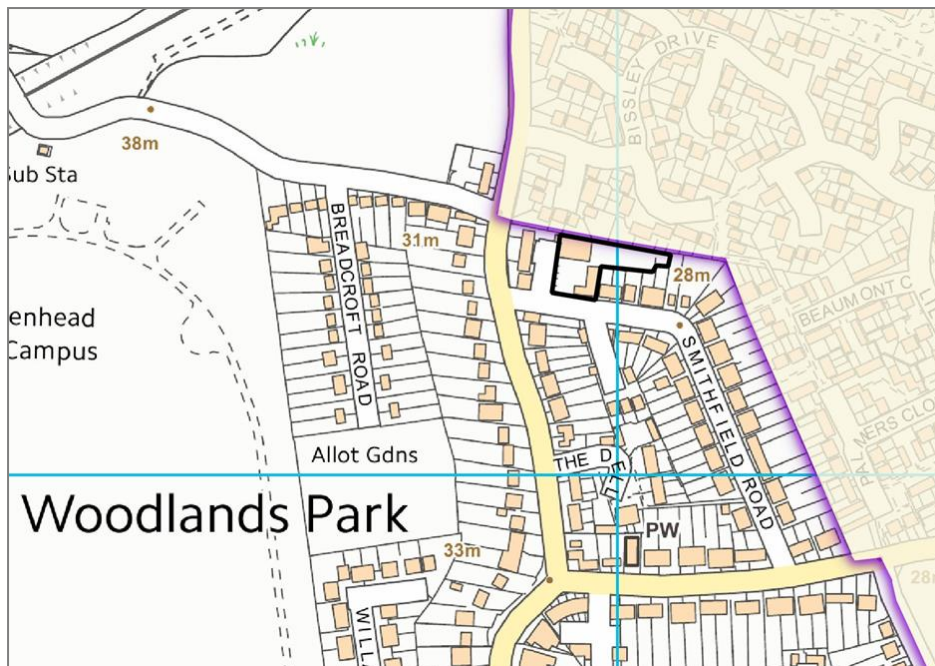 BISSLEY DRIVE
38m
Sub Sta
BREADCROFT ROAD
31m
28m
BEAUMONT C
enhead
Campus
SMITHFIELD ROAD
Allot Gdns
THE DELL
Woodlands Park
PW
33m
28m
WILL